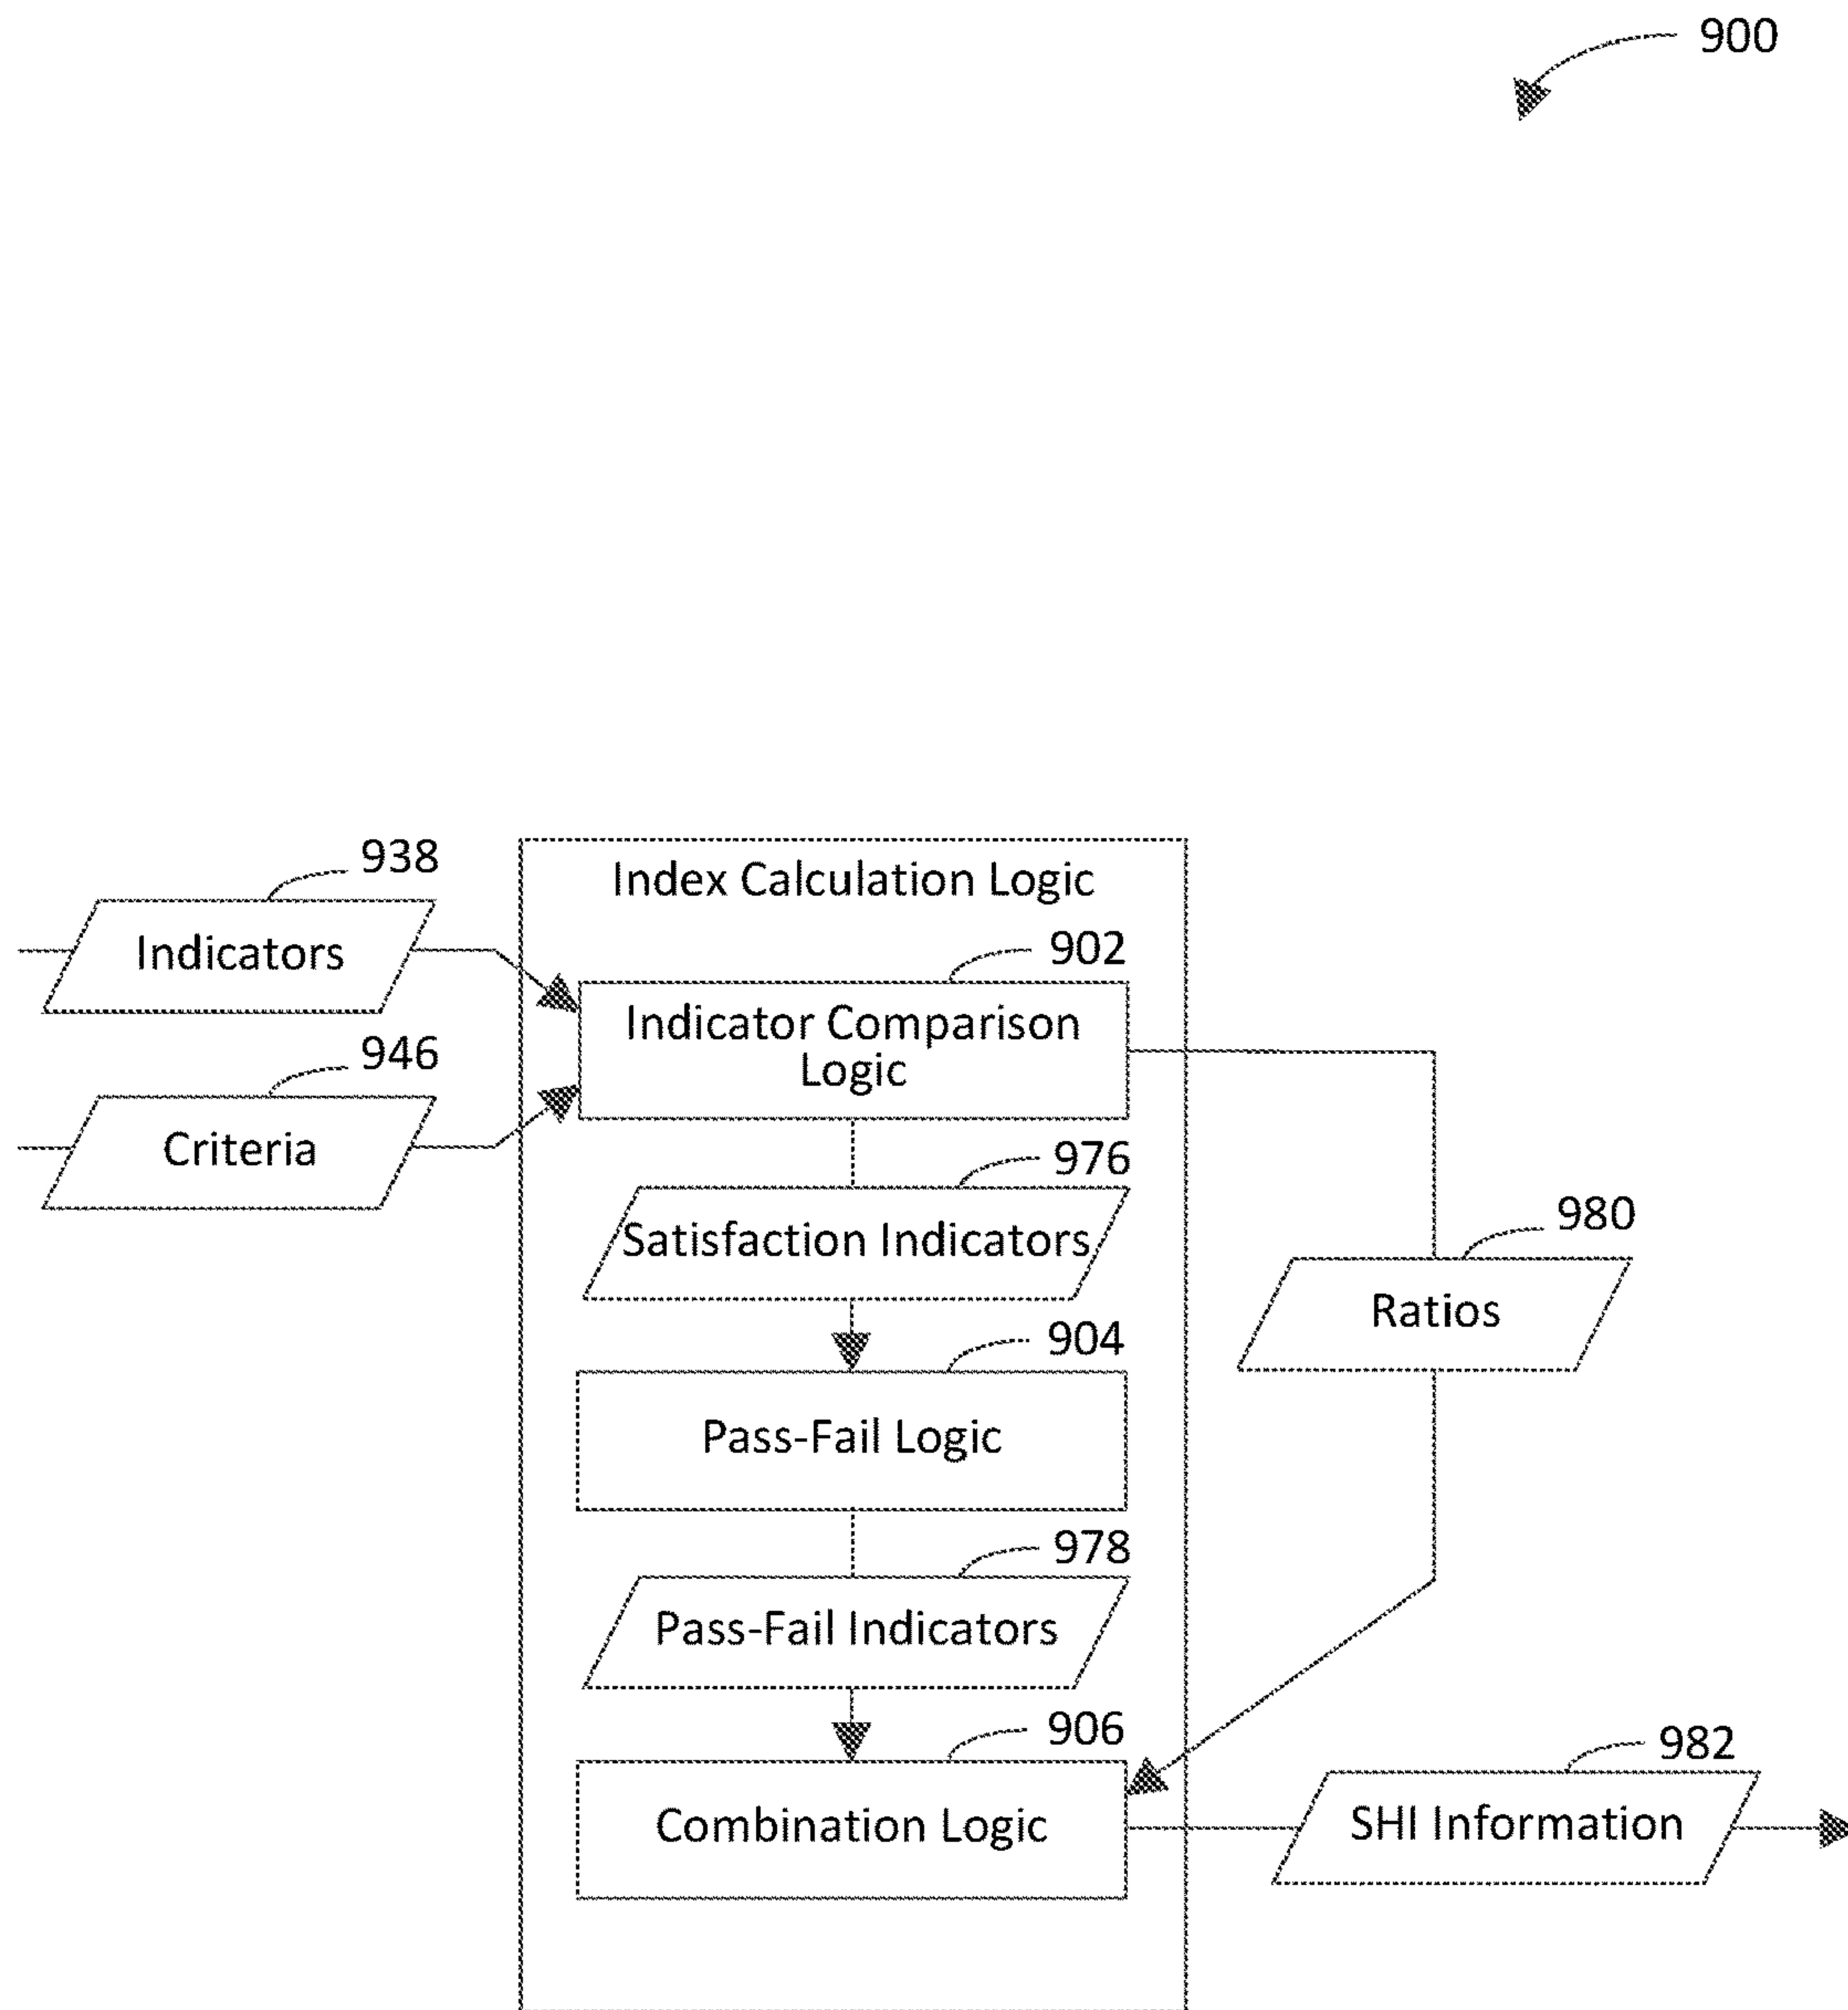 900
938
Index Calculation Logic
Indicators
902
Indicator Comparison
Logic
946
Criteria
976
Satisfaction Indicators
980
Ratios
904
Pass-Fail Logic
978
Pass-Fail Indicators
906
982
Combination Logic
SHI Information